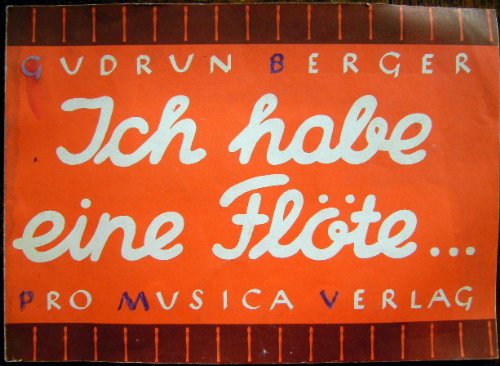 GUDRUN BERGER
Ich habe
eine Flöte...
PRO MUSICA VERLAG